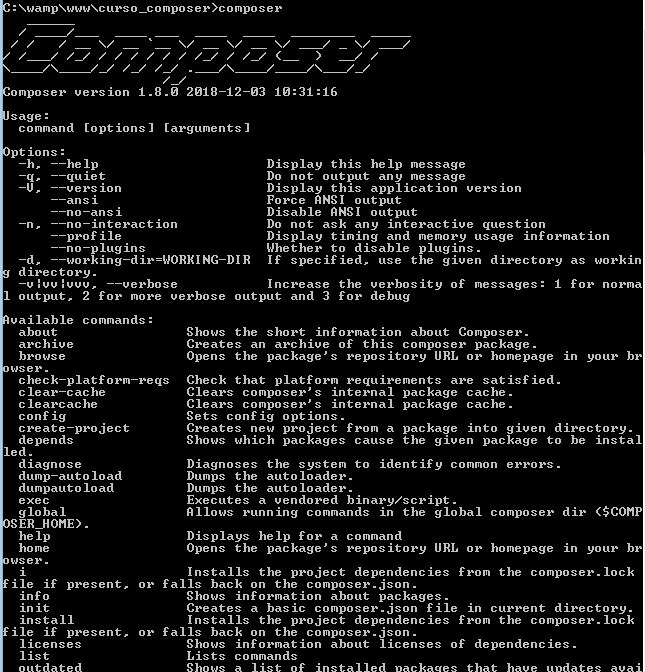 C:\wamp\www\curso_composer>composer
Composer
Composer version 1.8.0 2018-12-03 10:31:16
Usage:
  command [options] [arguments]
Options:
  -h, --help                     Display this help message
  -q, --quiet                    Do not output any message
  -V, --version                  Display this application version
      --ansi                     Force ANSI output
      --no-ansi                  Disable ANSI output
  -n, --no-interaction           Do not ask any interactive question
      --profile                  Display timing and memory usage information
      --no-plugins               Whether to disable plugins.
  -d, --working-dir=WORKING-DIR  If specified, use the given directory as workin
g directory.
  -v|vv|vvv, --verbose           Increase the verbosity of messages: 1 for norma
l output, 2 for more verbose output and 3 for debug
Available commands:
  about                Shows the short information about Composer.
  archive              Creates an archive of this composer package.
  browse               Opens the package's repository URL or homepage in your br
owser.
  check-platform-reqs  Check that platform requirements are satisfied.
  clear-cache          Clears composer's internal package cache.
  clearcache           Clears composer's internal package cache.
  config               Sets config options.
  create-project       Creates new project from a package into given directory.
  depends              Shows which packages cause the given package to be instal
led.
  diagnose             Diagnoses the system to identify common errors.
  dump-autoload        Dumps the autoloader.
  dumpautoload         Dumps the autoloader.
  exec                 Executes a vendored binary/script.
  global               Allows running commands in the global composer dir ($COMP
OSER_HOME).
  help                 Displays help for a command
  home                 Opens the package's repository URL or homepage in your br
owser.
  i                    Installs the project dependencies from the composer.lock
file if present, or falls back on the composer.json.
  info                 Shows information about packages.
  init                 Creates a basic composer.json file in current directory.
  install              Installs the project dependencies from the composer.lock
file if present, or falls back on the composer.json.
  licenses             Shows information about licenses of dependencies.
  list                 Lists commands
  outdated             Shows a list of installed packages that have updates avai